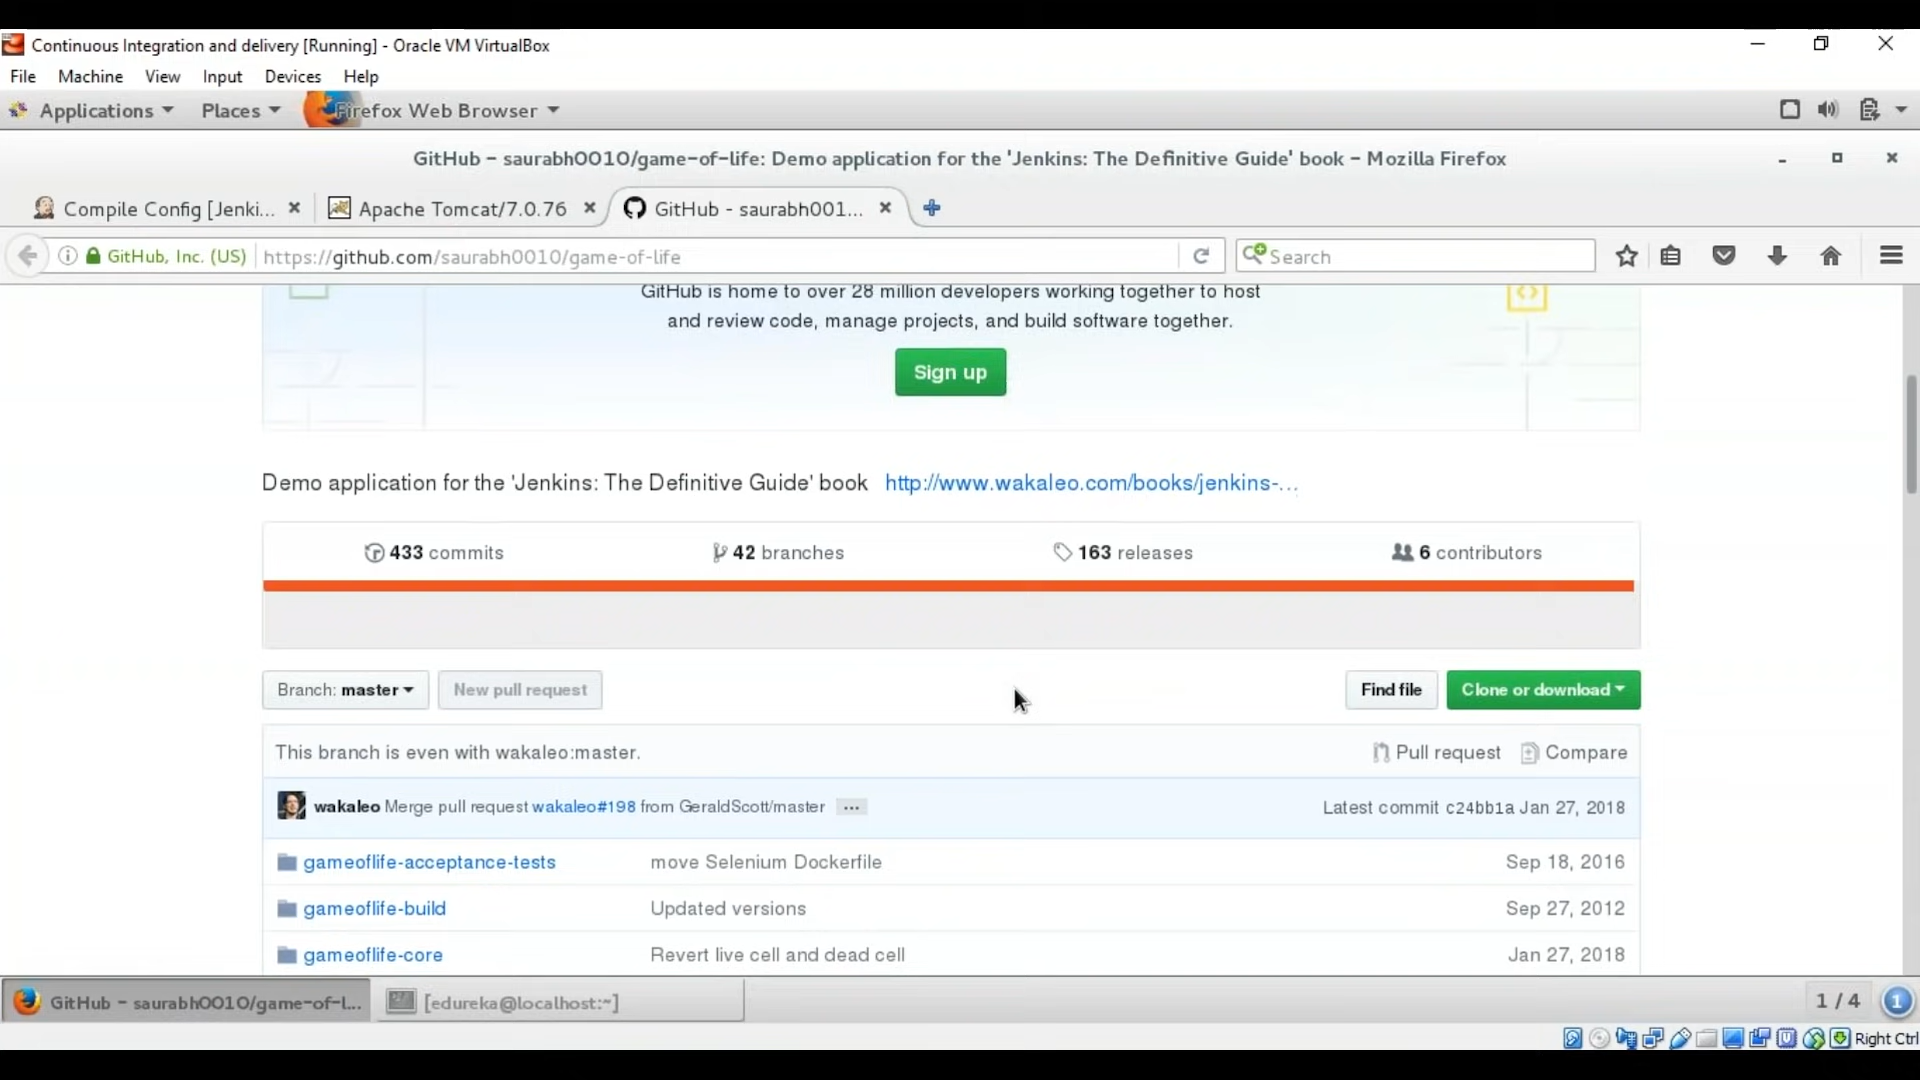 Continuous Integration and delivery [Running] - Oracle VM VirtualBox
File Machine View Input Devices Help
Applications Places Firefox Web Browser
GitHub - saurabh0010/game-of-life: Demo application for the 'Jenkins: The Definitive Guide' book - Mozilla Firefox
Compile Config [Jenki... Apache Tomcat/7.0.76 GitHub - saurabh001...
GitHub, Inc. (US) https://github.com/saurabh0010/game-of-life Search
GitHub is home to over 28 million developers working together to host
and review code, manage projects, and build software together.
Sign up
Demo application for the 'Jenkins: The Definitive Guide' book http://www.wakaleo.com/books/jenkins-...
433 commits 42 branches 163 releases 6 contributors
Branch: master New pull request Find file Clone or download
This branch is even with wakaleo:master. Pull request Compare
wakaleo Merge pull request wakaleo#198 from GeraldScott/master ... Latest commit c24bb1a Jan 27, 2018
gameoflife-acceptance-tests move Selenium Dockerfile Sep 18, 2016
gameoflife-build Updated versions Sep 27, 2012
gameoflife-core Revert live cell and dead cell Jan 27, 2018
GitHub - saurabh0010/game-of-l... [edureka@localhost:~] 1 / 4 1
Right Ctrl